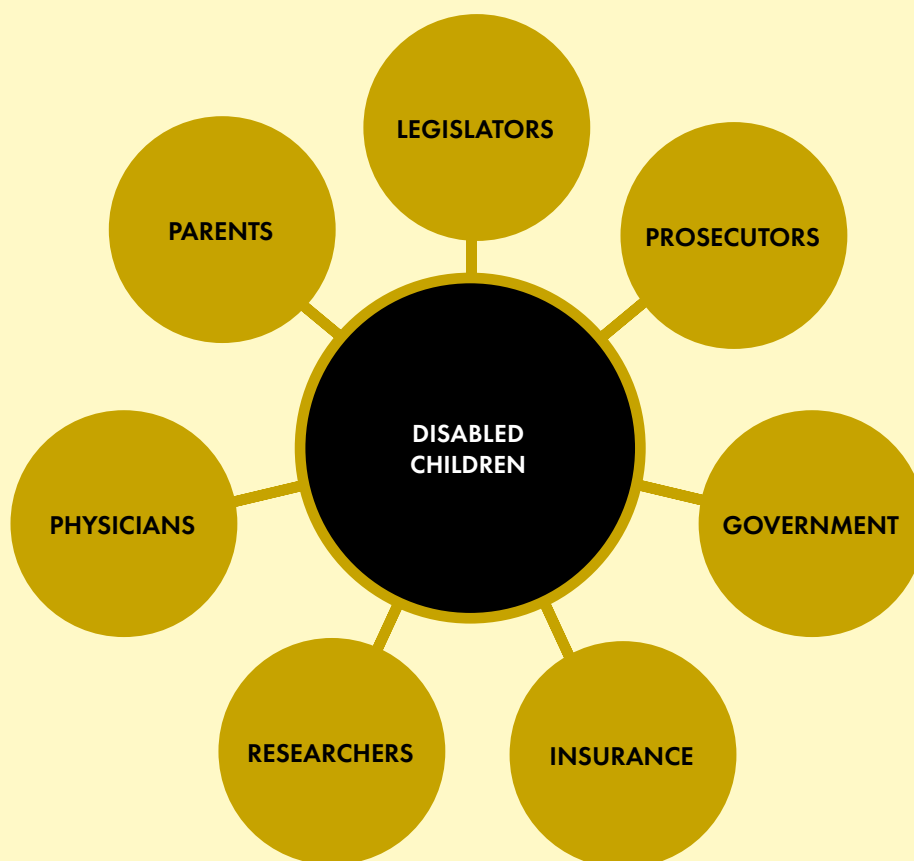 LEGISLATORS
PARENTS
PROSECUTORS
DISABLED
CHILDREN
PHYSICIANS
GOVERNMENT
RESEARCHERS
INSURANCE